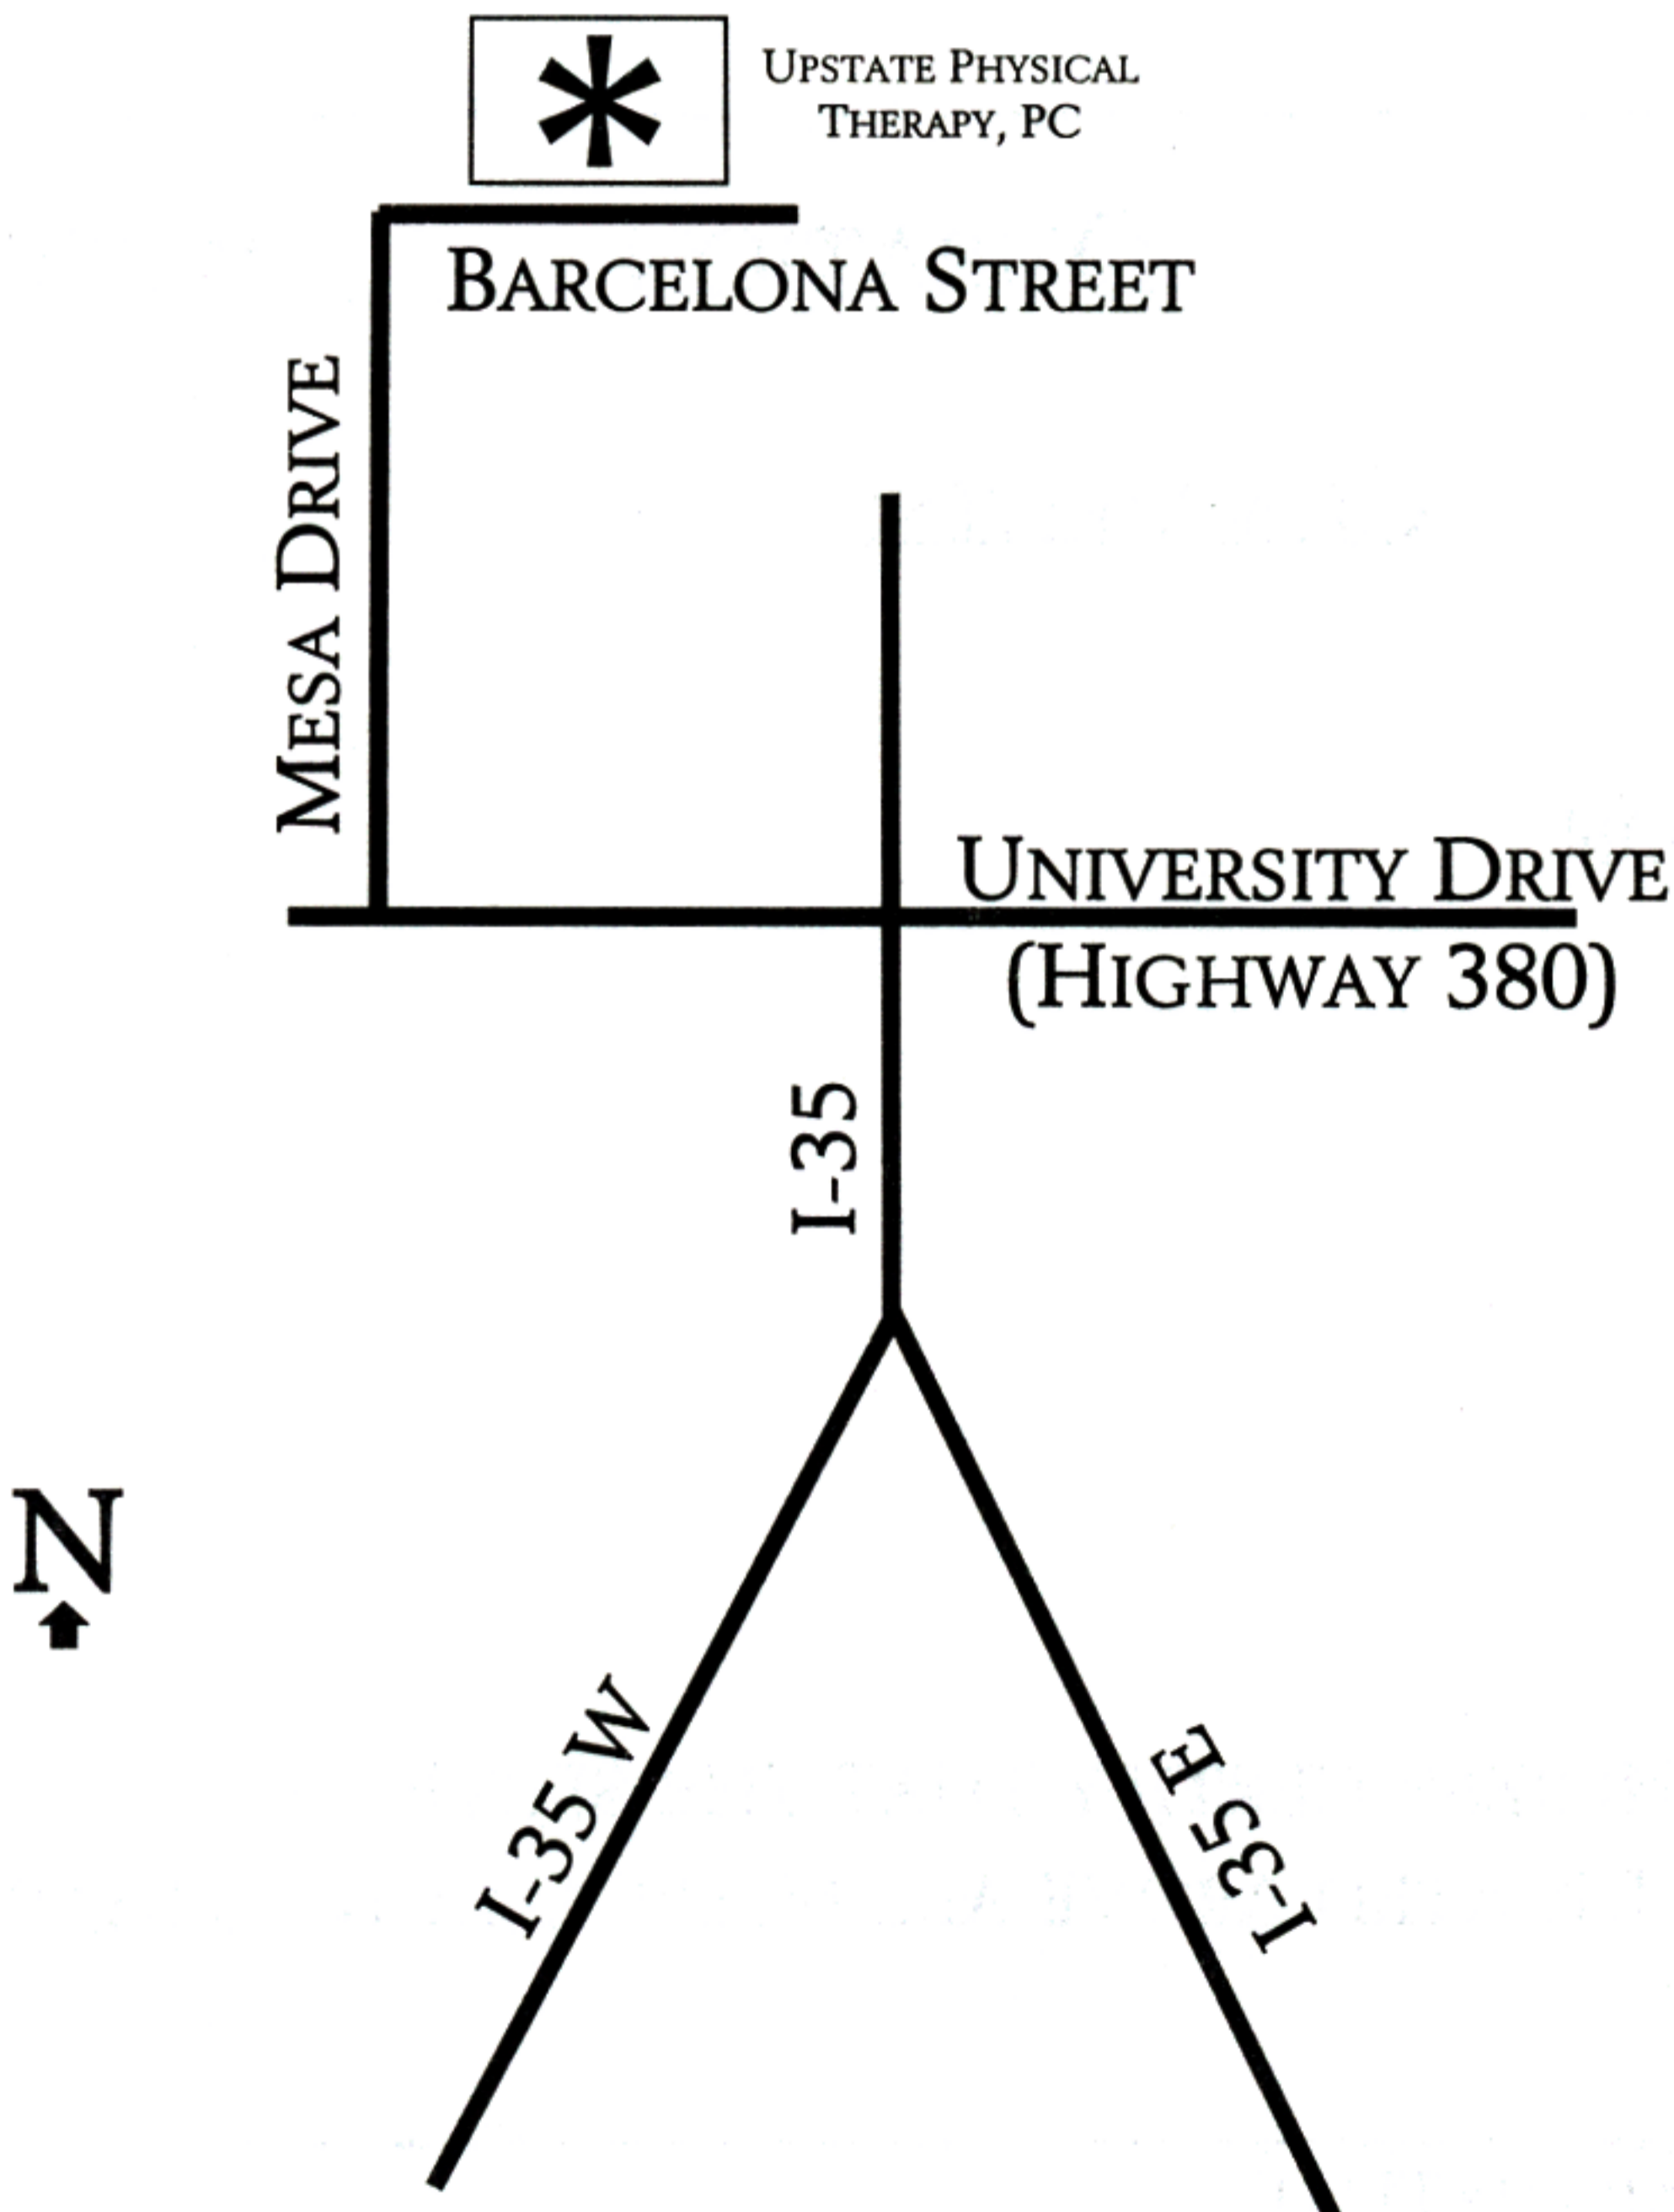 UPSTATE PHYSICAL
THERAPY, PC
BARCELONA STREET
MESA DRIVE
UNIVERSITY DRIVE
(HIGHWAY 380)
I-35
N
I-35 W
I-35 E